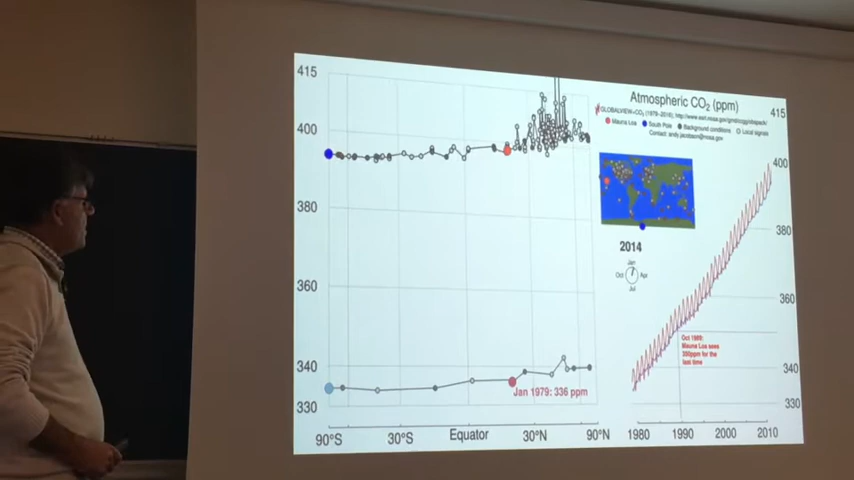 415
400
380
360
340
330
90°S
30°S
Equator
30°N
90°N
Jan 1979: 336 ppm
Atmospheric CO2 (ppm)
Mauna Loa
South Pole
Background conditions
Local signals
2014
Jan
Oct
Apr
Jul
415
400
380
360
340
330
Oct 1988:
Mauna Loa sees
350ppm for the
last time
1980
1990
2000
2010